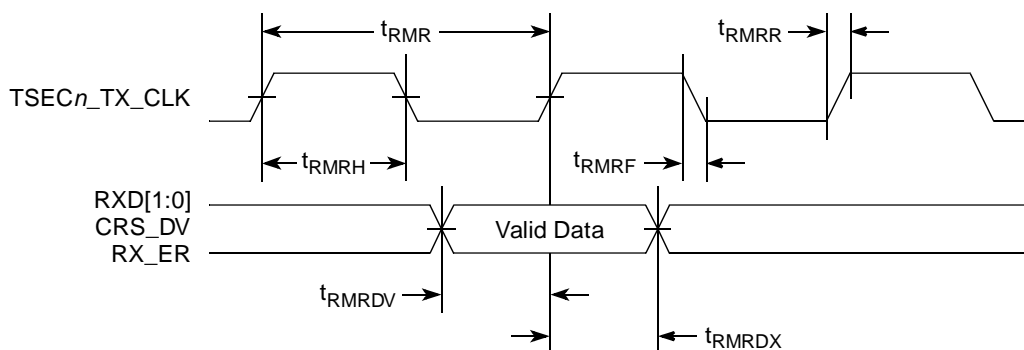 tRMR
tRMRR
TSECn_TX_CLK
tRMRH
tRMRF
RXD[1:0]
CRS_DV
Valid Data
RX_ER
tRMRDV
tRMRDX